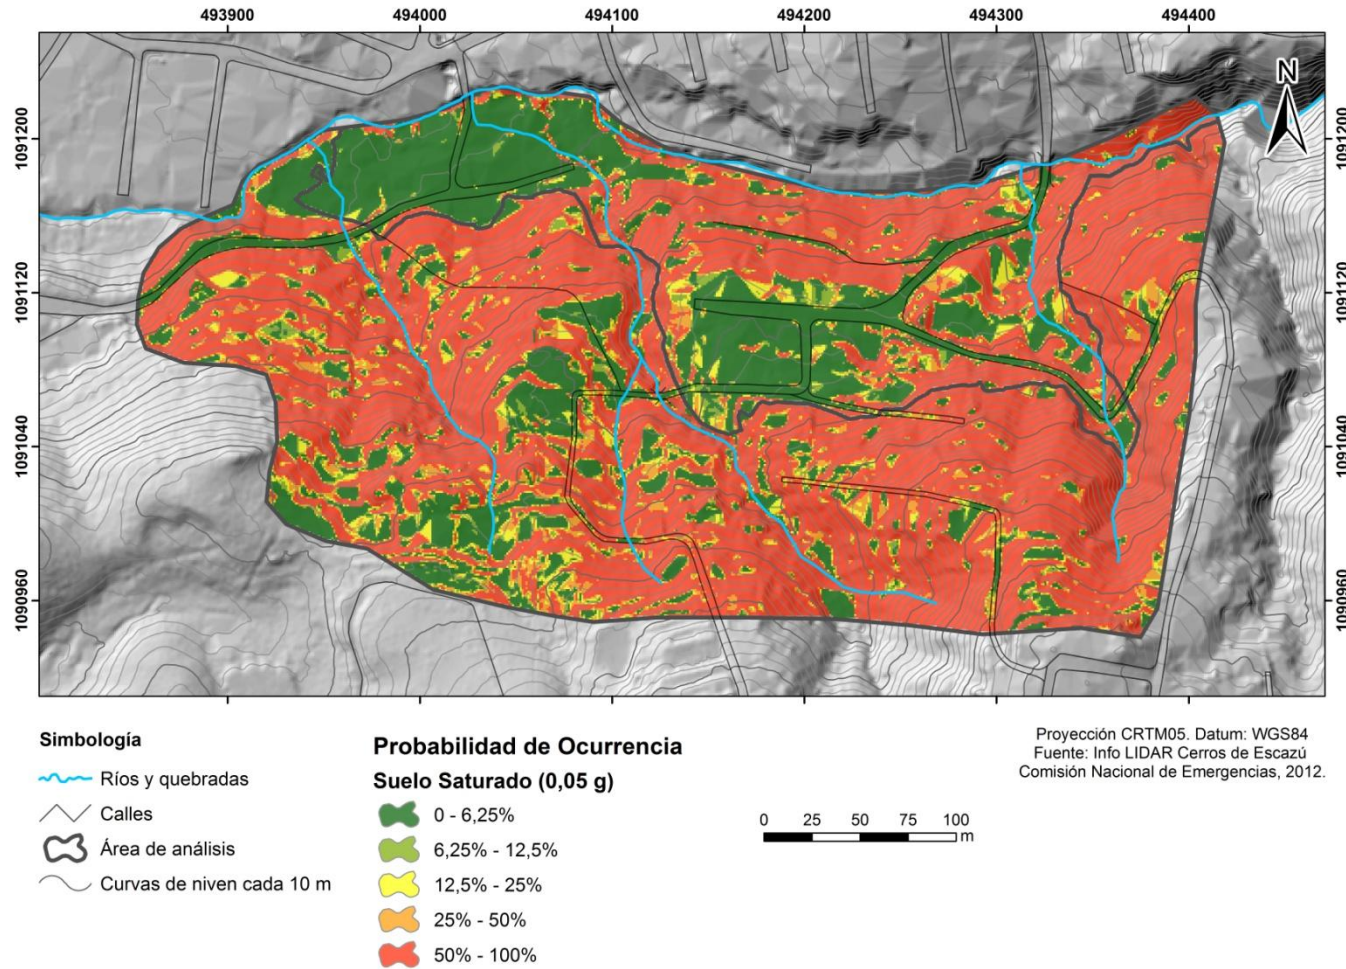 493900 494000 494100 494200 494300 494400
N
1091200 1091200
1091120 1091120
1091040 1091040
1090960 1090960
Simbología
Ríos y quebradas
Calles
Área de análisis
Curvas de niven cada 10 m
Probabilidad de Ocurrencia
Suelo Saturado (0,05 g)
0 - 6,25%
6,25% - 12,5%
12,5% - 25%
25% - 50%
50% - 100%
0 25 50 75 100
m
Proyección CRTM05. Datum: WGS84
Fuente: Info LIDAR Cerros de Escazú
Comisión Nacional de Emergencias, 2012.